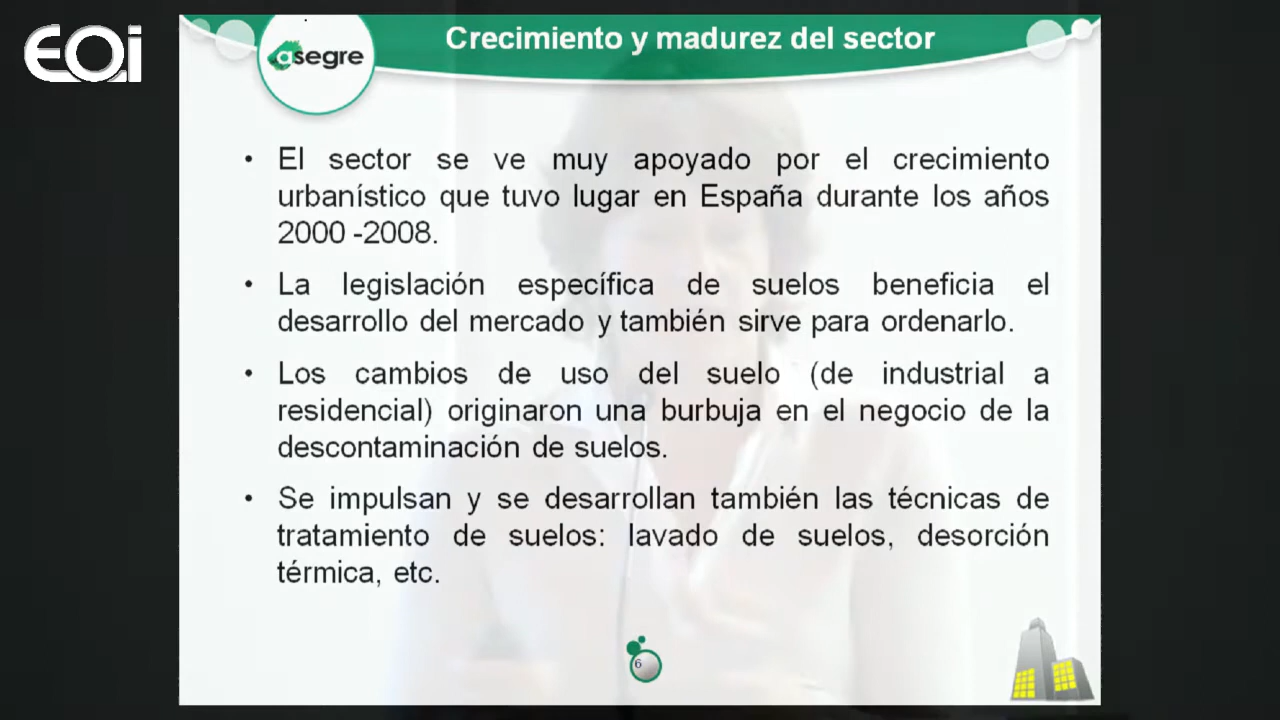 EOi
asegre
Crecimiento y madurez del sector
• El sector se ve muy apoyado por el crecimiento
urbanístico que tuvo lugar en España durante los años
2000 -2008.
• La legislación específica de suelos beneficia el
desarrollo del mercado y también sirve para ordenarlo.
• Los cambios de uso del suelo (de industrial a
residencial) originaron una burbuja en el negocio de la
descontaminación de suelos.
• Se impulsan y se desarrollan también las técnicas de
tratamiento de suelos: lavado de suelos, desorción
térmica, etc.
6